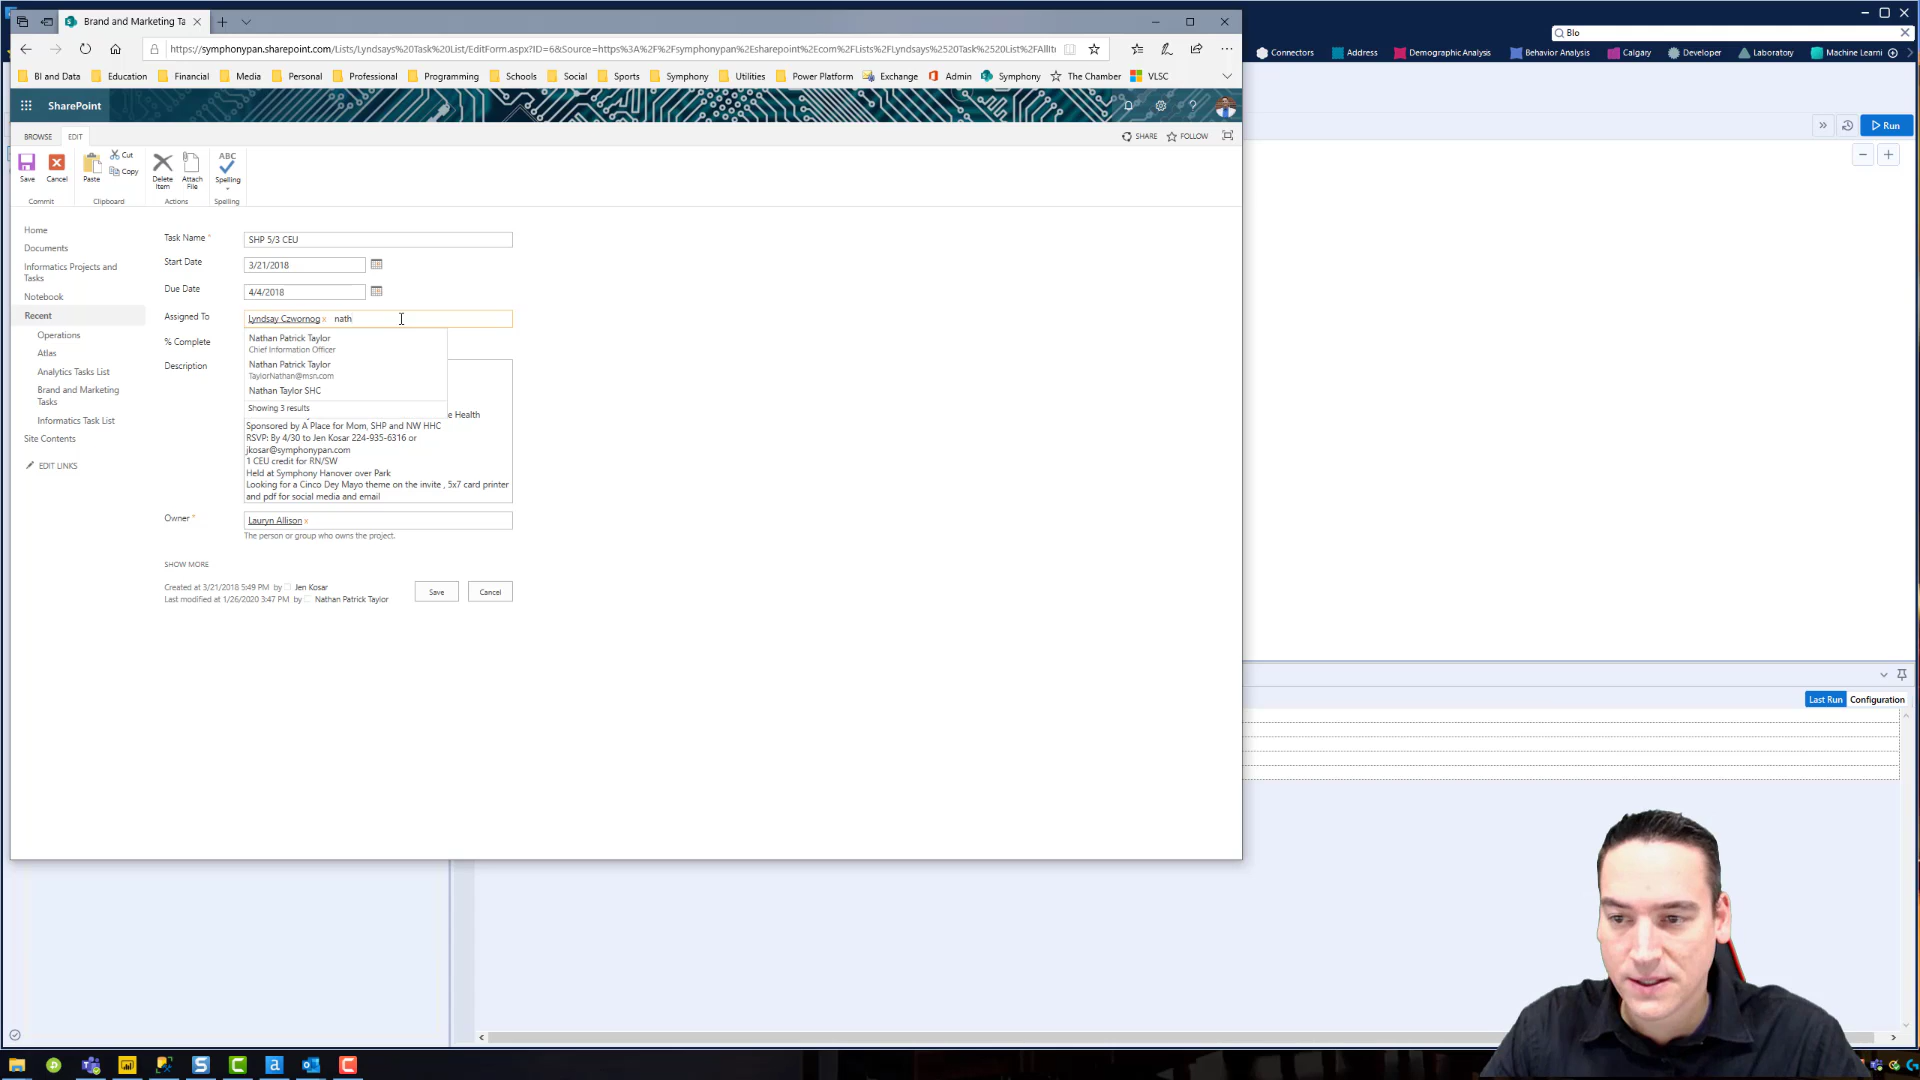 Brand and Marketing Ta
https://symphonypan.sharepoint.com/Lists/Lyndsays%20Task%20List/EditForm.aspx?ID=6&Source=https%3A%2F%2Fsymphonypan%2Esharepoint%2Ecom%2FLists%2FLyndsays%2520Task%2520List%2FAllIte
Blo
BI and Data Education Financial Media Personal Professional Programming Schools Social Sports Symphony Utilities Power Platform Exchange Admin Symphony The Chamber VLSC
Connectors Address Demographic Analysis Behavior Analysis Calgary Developer Laboratory Machine Learni
SharePoint
BROWSE EDIT
SHARE FOLLOW
Run
Save Cancel Paste Cut Copy Delete Item Attach File ABC Spelling
Commit Clipboard Actions Spelling
Home
Documents
Informatics Projects and
Tasks
Notebook
Recent
Operations
Atlas
Analytics Tasks List
Brand and Marketing
Tasks
Informatics Task List
Site Contents
EDIT LINKS
Task Name * SHP 5/3 CEU
Start Date 3/21/2018
Due Date 4/4/2018
Assigned To Lyndsay Czwornog x nath
Nathan Patrick Taylor
Chief Information Officer
Nathan Patrick Taylor
TaylorNathan@msn.com
Nathan Taylor SHC
Showing 3 results
% Complete
Description
e Health
Sponsored by A Place for Mom, SHP and NW HHC
RSVP: By 4/30 to Jen Kosar 224-935-6316 or
jkosar@symphonypan.com
1 CEU credit for RN/SW
Held at Symphony Hanover over Park
Looking for a Cinco Dey Mayo theme on the invite , 5x7 card printer
and pdf for social media and email
Owner * Lauryn Allison x
The person or group who owns the project.
SHOW MORE
Created at 3/21/2018 5:49 PM by Jen Kosar
Last modified at 1/26/2020 3:47 PM by Nathan Patrick Taylor
Save Cancel
Last Run Configuration